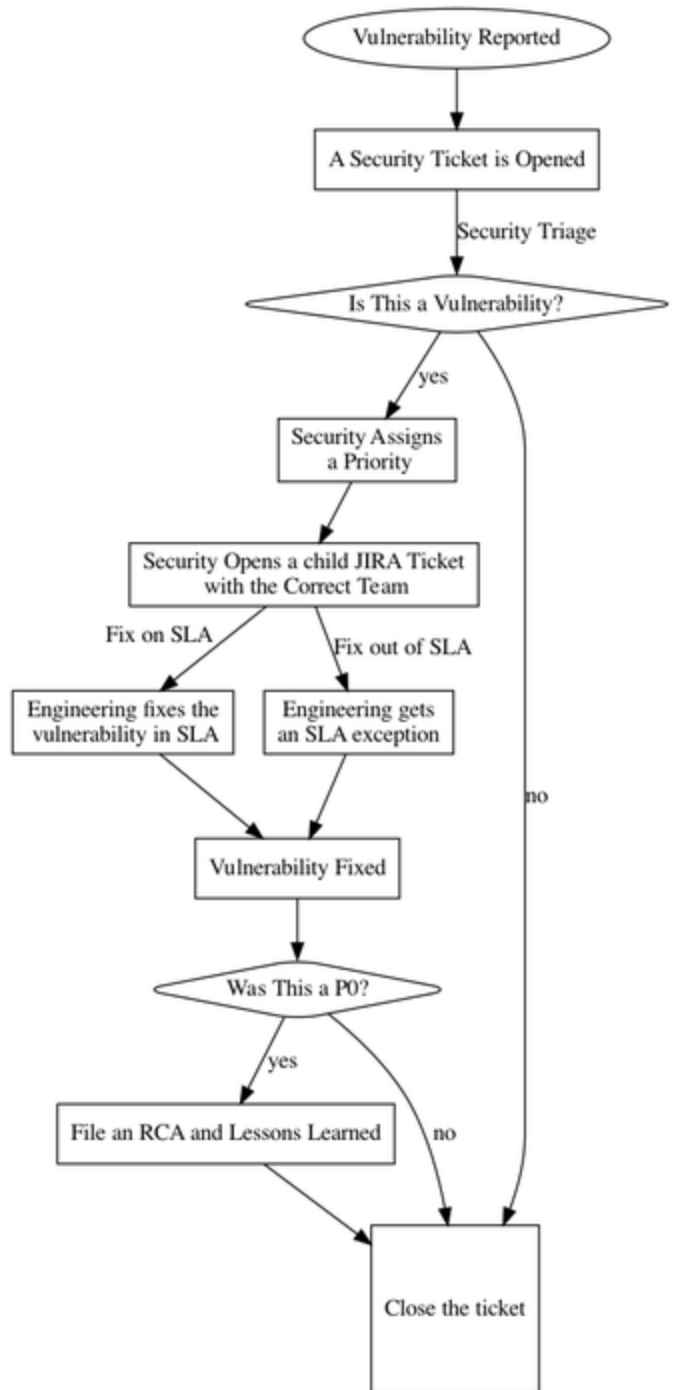 Vulnerability Reported
A Security Ticket is Opened
Security Triage
Is This a Vulnerability?
yes
Security Assigns
a Priority
Security Opens a child JIRA Ticket
with the Correct Team
Fix on SLA
Fix out of SLA
Engineering fixes the
vulnerability in SLA
Engineering gets
an SLA exception
no
Vulnerability Fixed
Was This a P0?
yes
File an RCA and Lessons Learned
no
Close the ticket